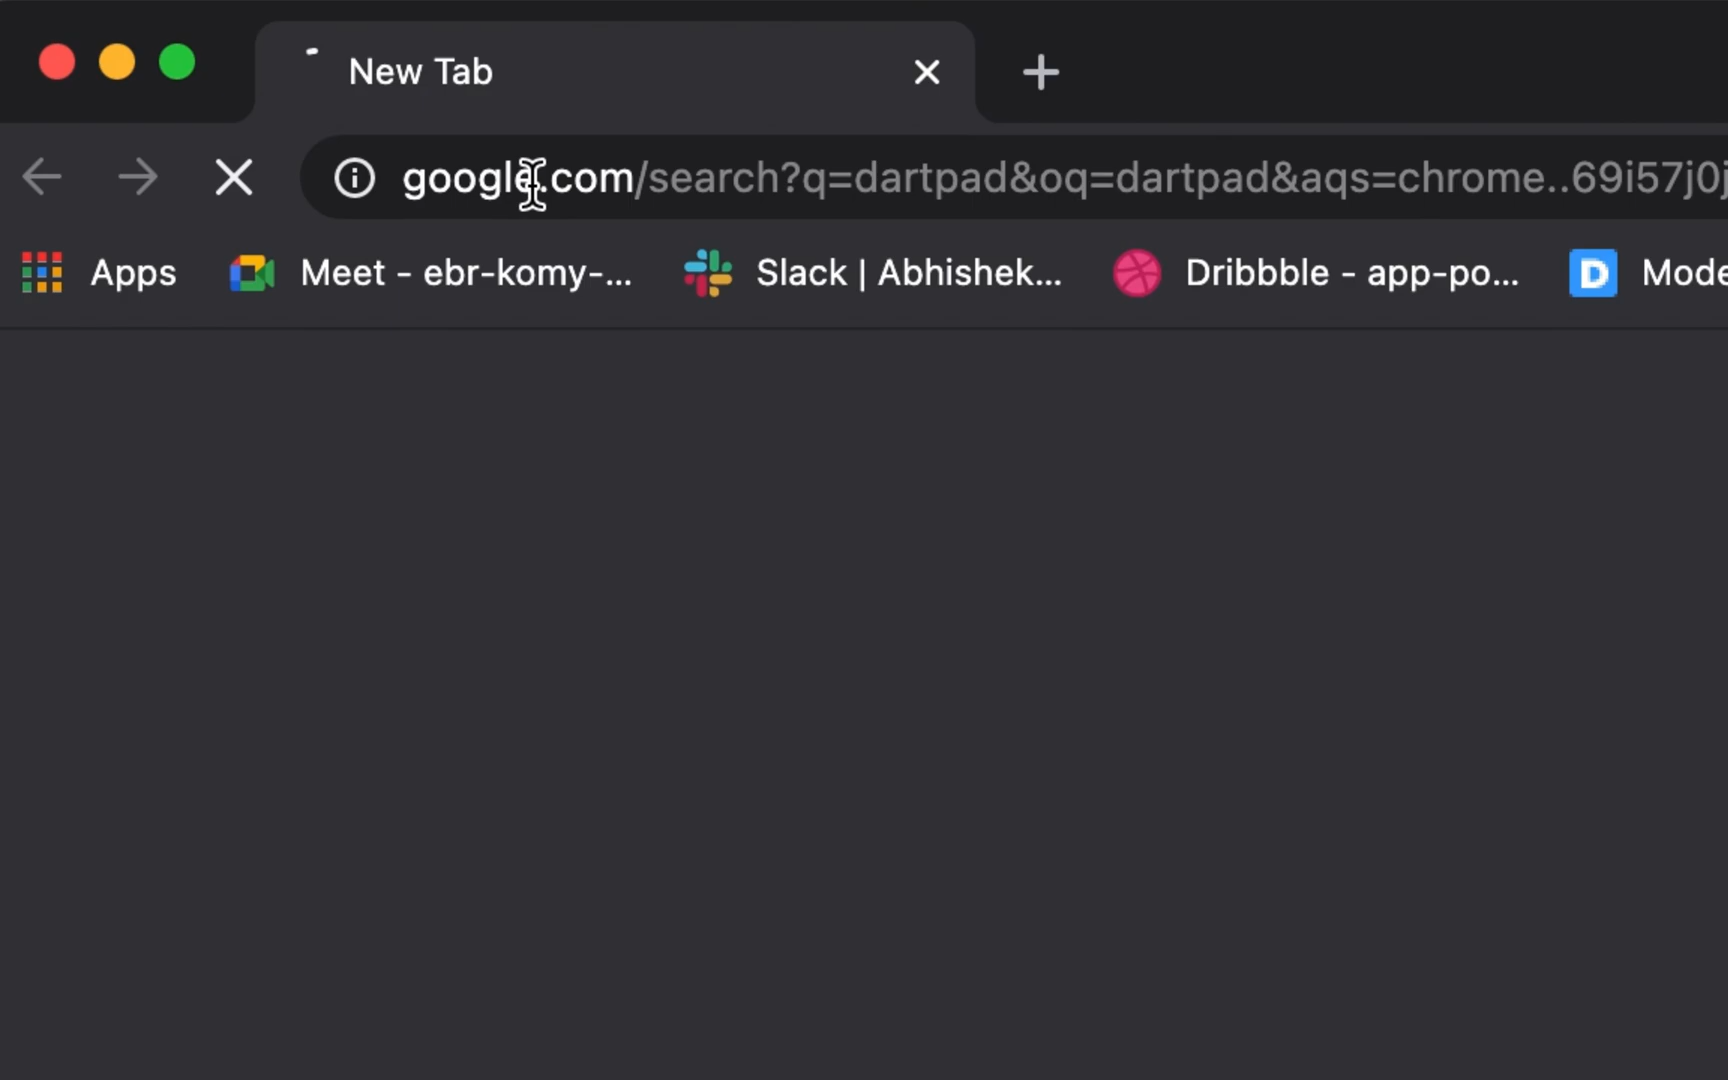 New Tab
google.com/search?q=dartpad&oq=dartpad&aqs=chrome..69i57j0j
Apps Meet - ebr-komy-... Slack | Abhishek... Dribbble - app-po... D Mode